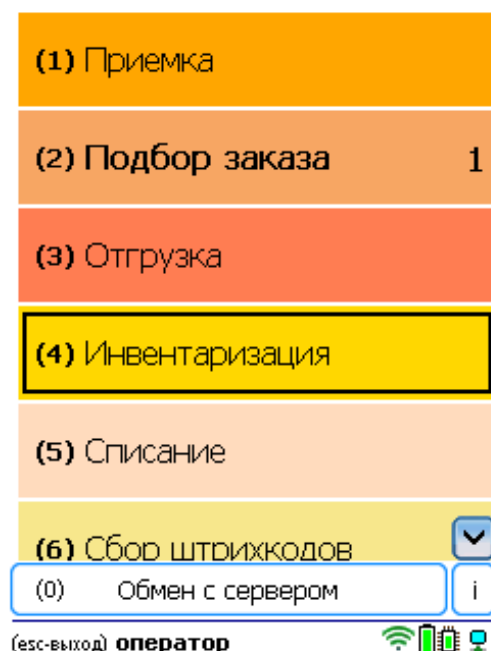 (1) Приемка
(2) Подбор заказа 1
(3) Отгрузка
(4) Инвентаризация
(5) Списание
(6) Сбор штрихкодов
(0) Обмен с сервером i
(esc-выход) оператор